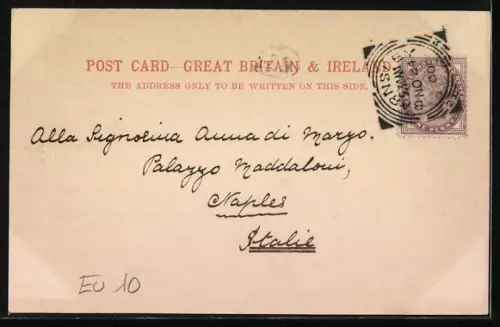 POST CARD—GREAT BRITAIN & IRELAND
THE ADDRESS ONLY TO BE WRITTEN ON THIS SIDE.
Alla Signorina Anna di Marzo.
Palazzo Maddaloni,
Naples
Italie
EU 10